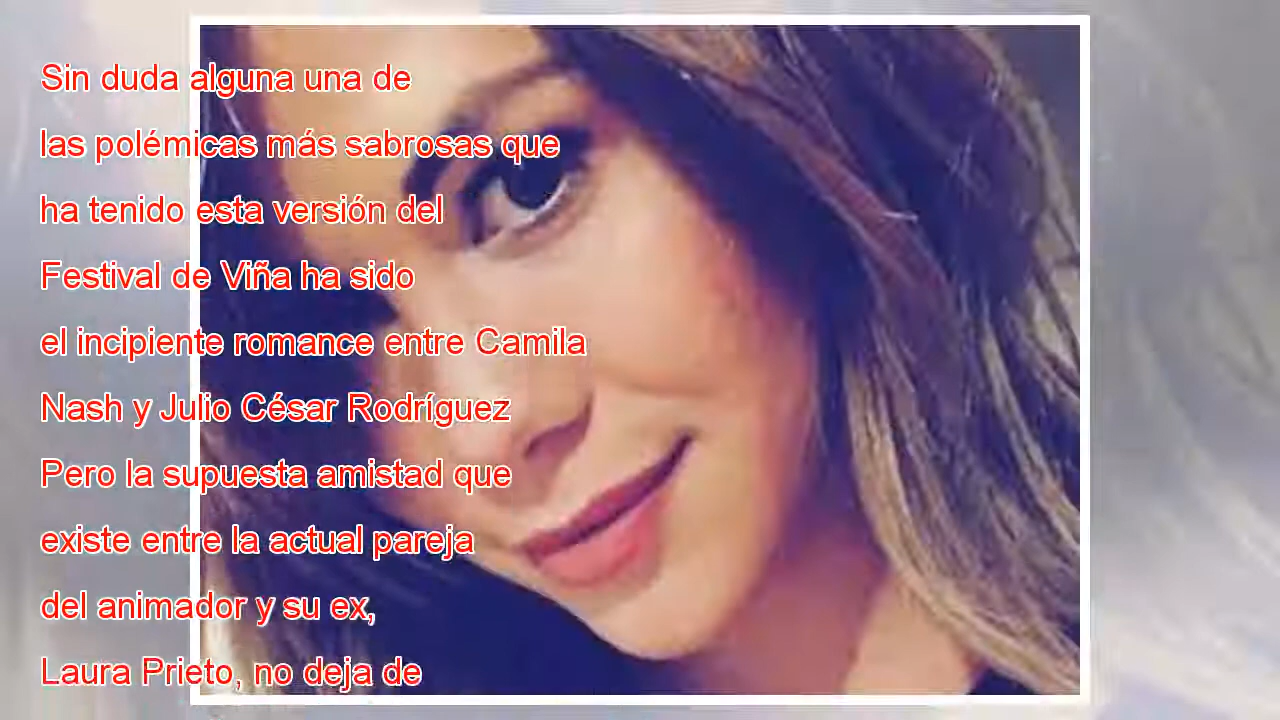 Sin duda alguna una de
las polémicas más sabrosas que
ha tenido esta versión del
Festival de Viña ha sido
el incipiente romance entre Camila
Nash y Julio César Rodríguez
Pero la supuesta amistad que
existe entre la actual pareja
del animador y su ex,
Laura Prieto, no deja de